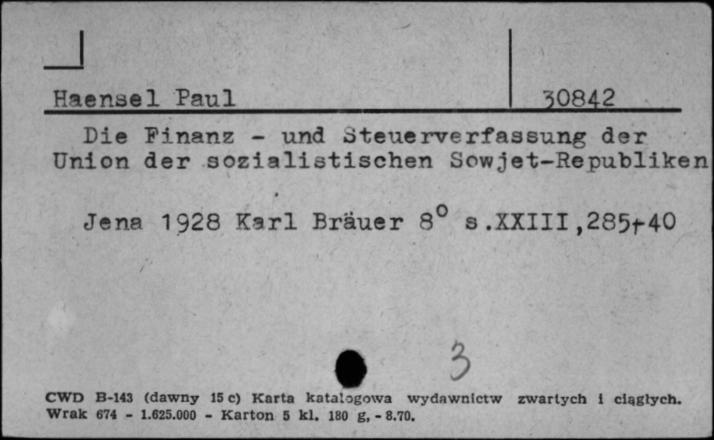 Haensel Paul 30842
Die Finanz - und Steuerverfassung der
Union der sozialistischen Sowjet-Republiken
Jena 1928 Karl Bräuer 8° s.XXIII,285+40
3
CWD B-143 (dawny 15 c) Karta katalogowa wydawnictw zwartych i ciągłych.
Wrak 674 - 1.625.000 - Karton 5 kl. 180 g, - 8.70.